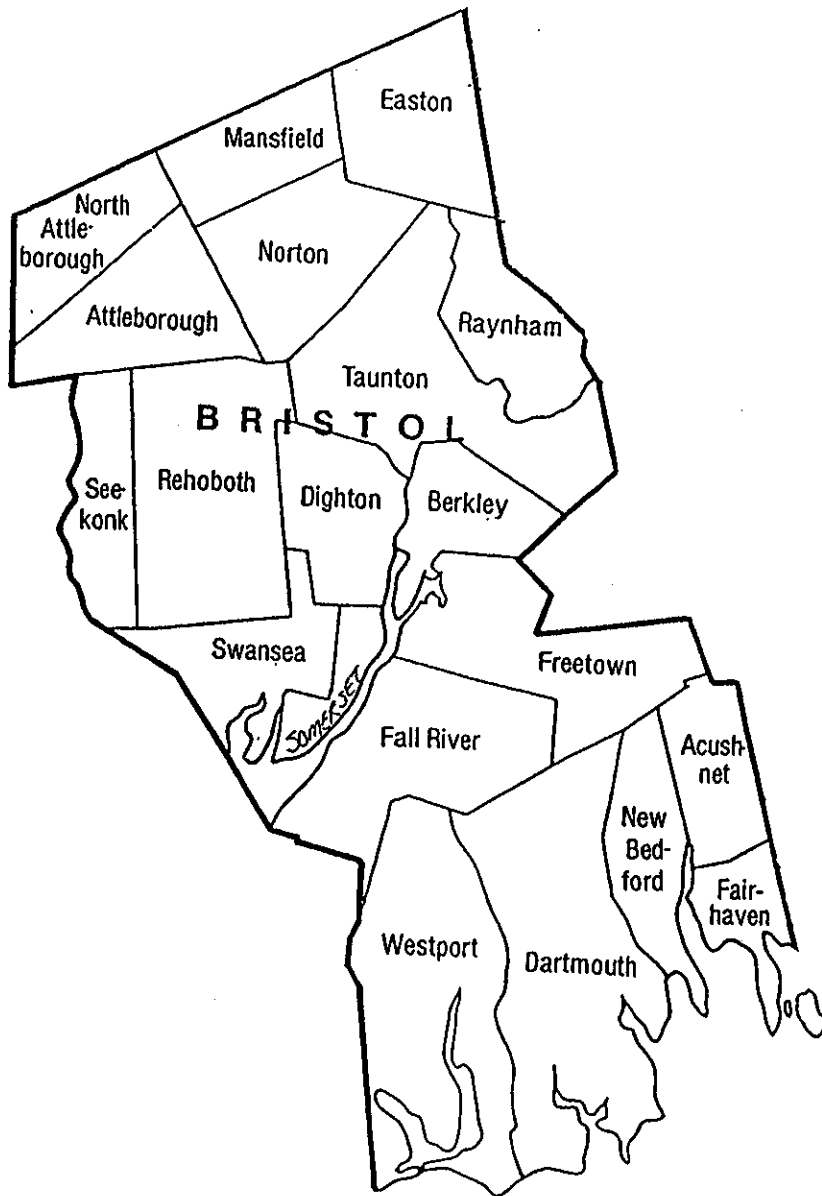 Easton
Mansfield
North
Attle-
borough
Norton
Attleborough
Raynham
Taunton
BRISTOL
See-
konk
Rehoboth
Dighton
Berkley
Swansea
Freetown
SOMERSET
Fall River
Acush-
net
New
Bed-
ford
Fair-
haven
Westport
Dartmouth